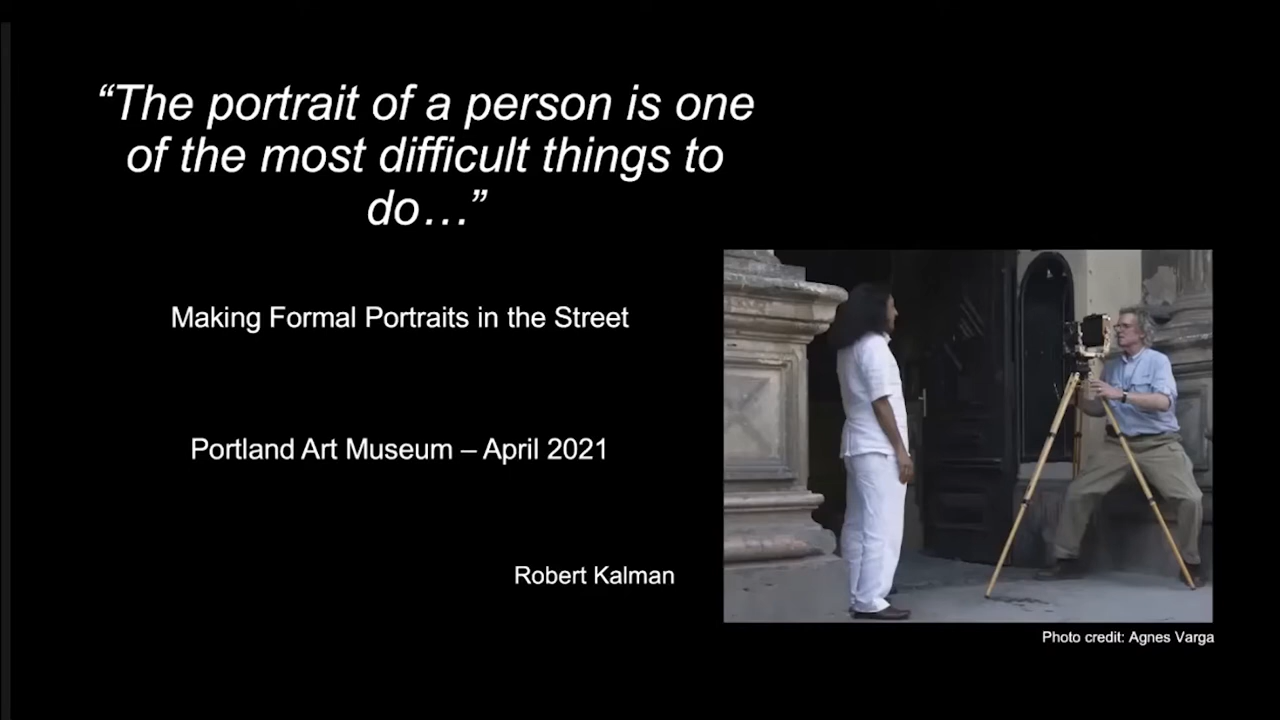 “The portrait of a person is one
of the most difficult things to
do…”
Making Formal Portraits in the Street
Portland Art Museum – April 2021
Robert Kalman
Photo credit: Agnes Varga